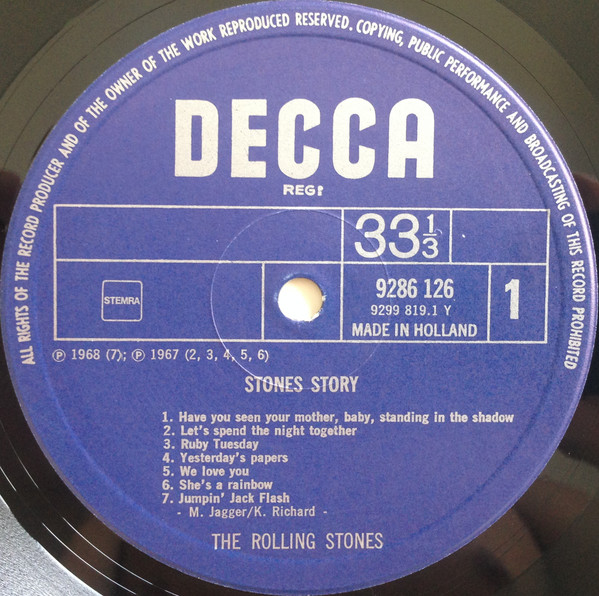 ALL RIGHTS OF THE RECORD PRODUCER AND OF THE OWNER OF THE WORK REPRODUCED RESERVED. COPYING, PUBLIC PERFORMANCE AND BROADCASTING OF THIS RECORD PROHIBITED
DECCA
REGD
33 1/3
STEMRA
9286 126
9299 819.1 Y
MADE IN HOLLAND
1
℗ 1968 (7); ℗ 1967 (2, 3, 4, 5, 6)
STONES STORY
1. Have you seen your mother, baby, standing in the shadow
2. Let's spend the night together
3. Ruby Tuesday
4. Yesterday's papers
5. We love you
6. She's a rainbow
7. Jumpin' Jack Flash
- M. Jagger/K. Richard -
THE ROLLING STONES